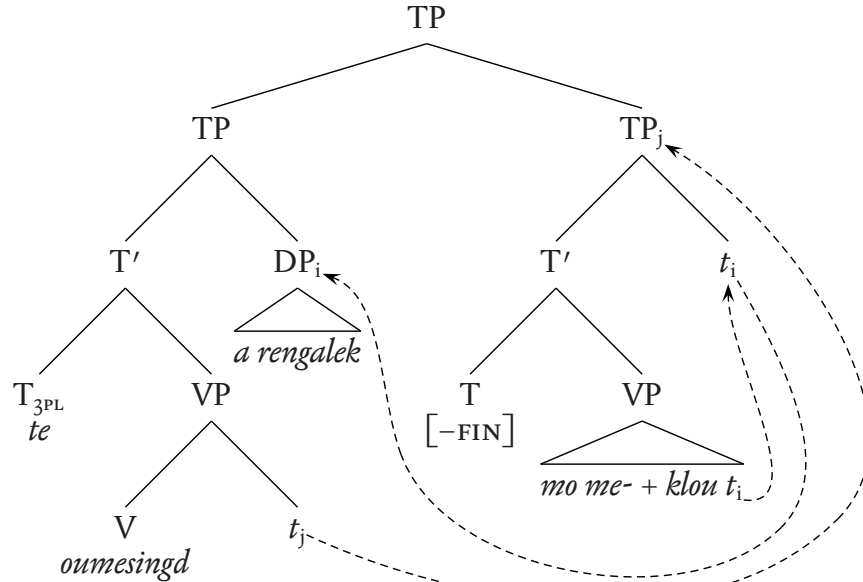 TP
TP TPj
T′ DPi T′ ti
a rengalek
T3PL VP T VP
te [−FIN]
mo me- + klou ti
V tj
oumesingd